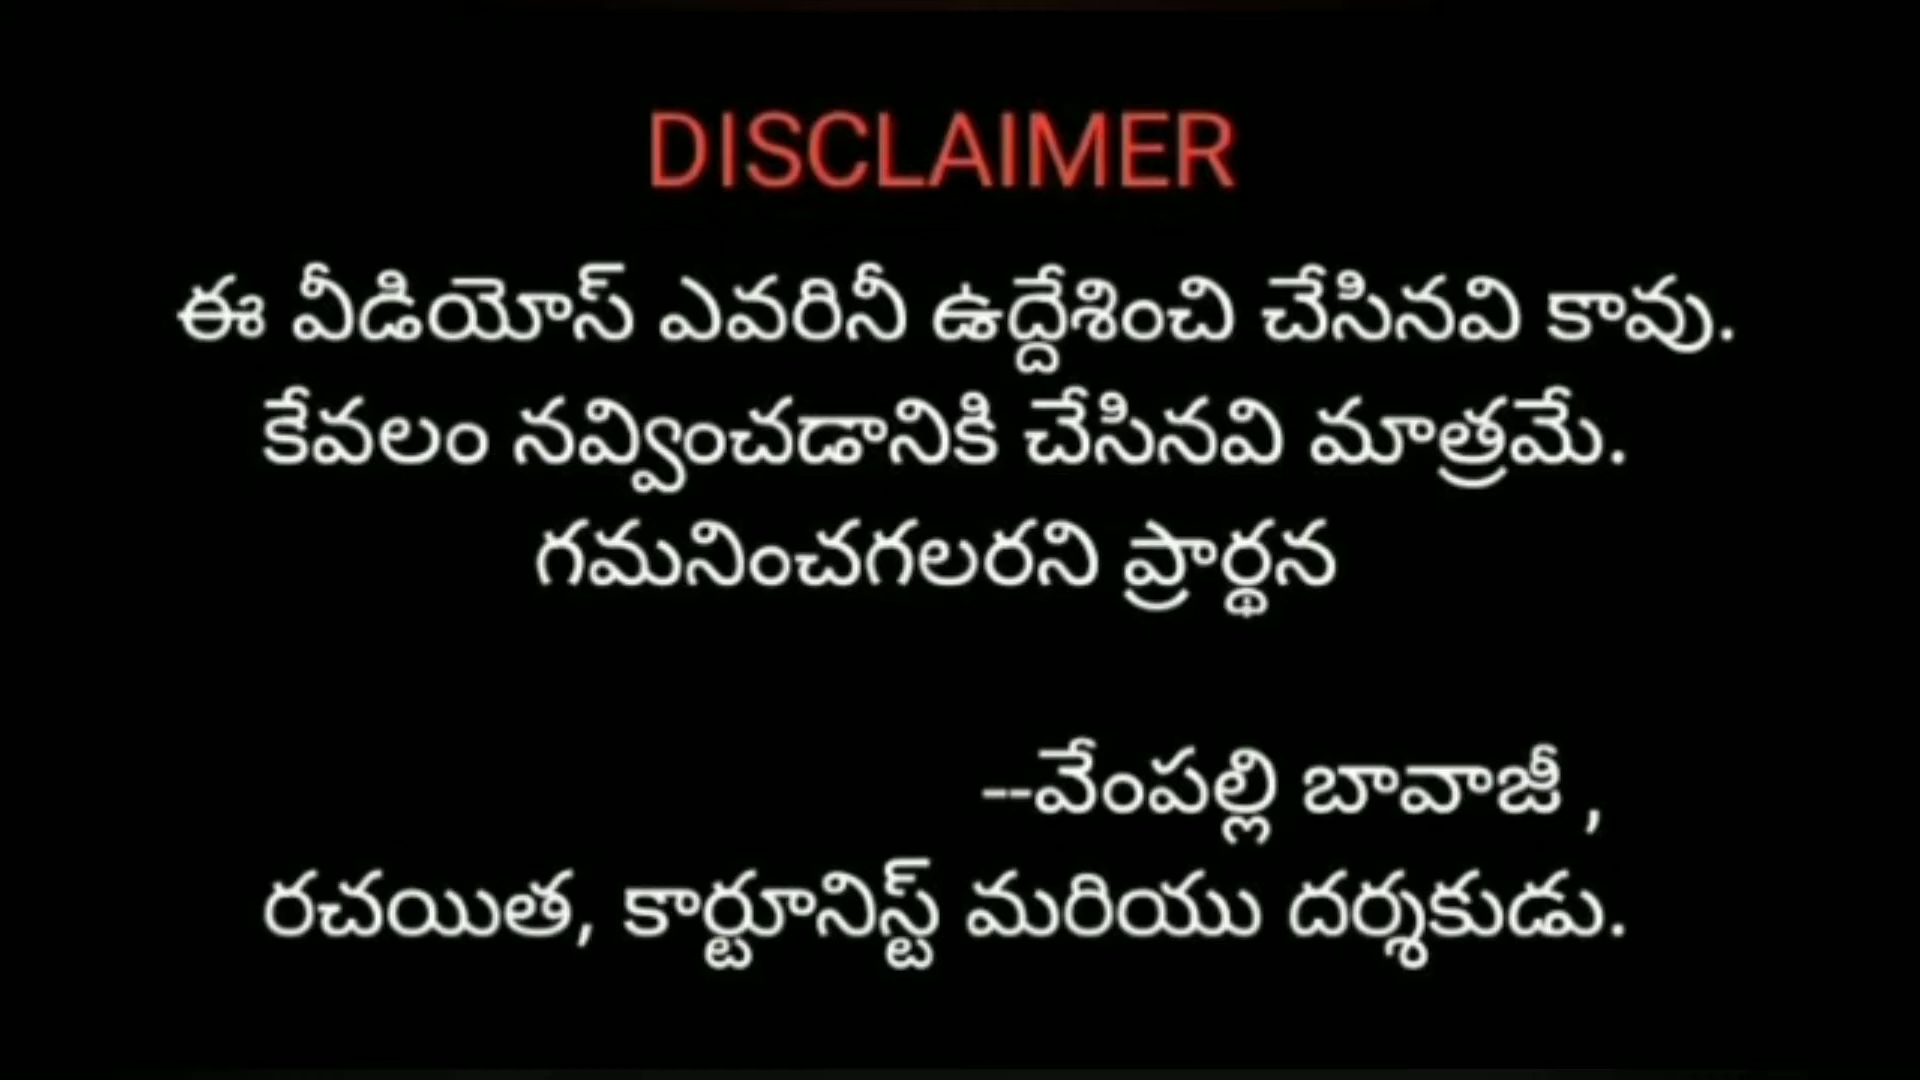 DISCLAIMER
ఈ వీడియోస్ ఎవరినీ ఉద్దేశించి చేసినవి కావు.
కేవలం నవ్వించడానికి చేసినవి మాత్రమే.
గమనించగలరని ప్రార్థన
--వేంపల్లి బావాజీ ,
రచయిత, కార్టూనిస్ట్ మరియు దర్శకుడు.